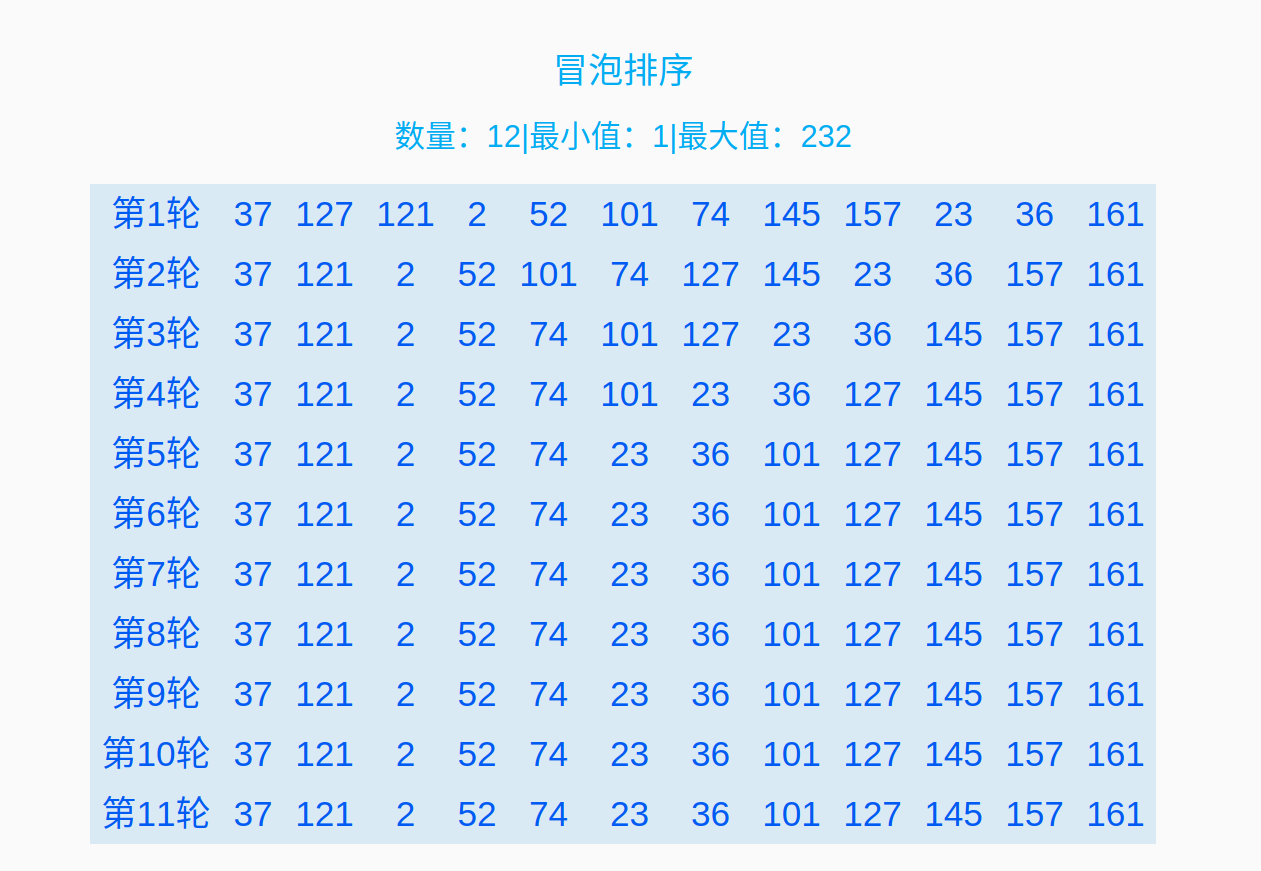 冒泡排序
数量：12|最小值：1|最大值：232
第1轮 37 127 121 2 52 101 74 145 157 23 36 161
第2轮 37 121 2 52 101 74 127 145 23 36 157 161
第3轮 37 121 2 52 74 101 127 23 36 145 157 161
第4轮 37 121 2 52 74 101 23 36 127 145 157 161
第5轮 37 121 2 52 74 23 36 101 127 145 157 161
第6轮 37 121 2 52 74 23 36 101 127 145 157 161
第7轮 37 121 2 52 74 23 36 101 127 145 157 161
第8轮 37 121 2 52 74 23 36 101 127 145 157 161
第9轮 37 121 2 52 74 23 36 101 127 145 157 161
第10轮 37 121 2 52 74 23 36 101 127 145 157 161
第11轮 37 121 2 52 74 23 36 101 127 145 157 161